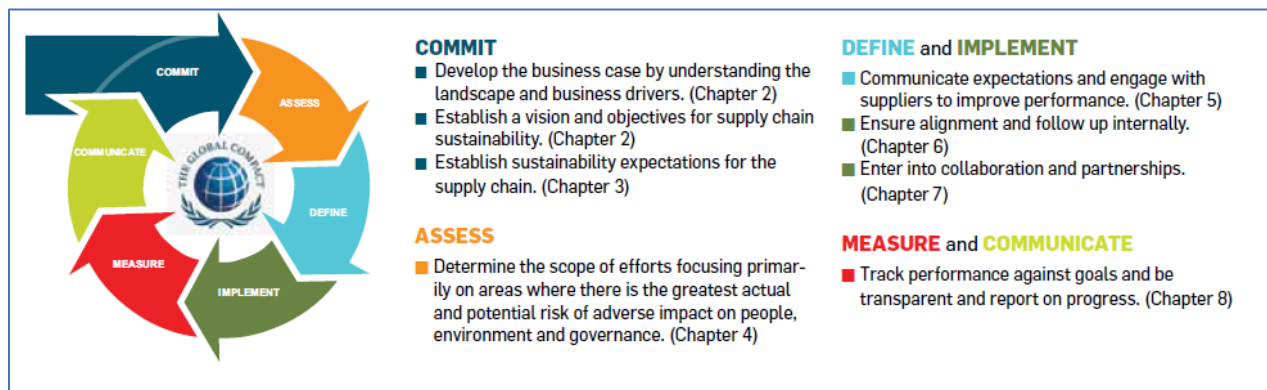 COMMIT
ASSESS
DEFINE
IMPLEMENT
MEASURE
COMMUNICATE
THE GLOBAL COMPACT
COMMIT
Develop the business case by understanding the
landscape and business drivers. (Chapter 2)
Establish a vision and objectives for supply chain
sustainability. (Chapter 2)
Establish sustainability expectations for the
supply chain. (Chapter 3)
ASSESS
Determine the scope of efforts focusing primar-
ily on areas where there is the greatest actual
and potential risk of adverse impact on people,
environment and governance. (Chapter 4)
DEFINE and IMPLEMENT
Communicate expectations and engage with
suppliers to improve performance. (Chapter 5)
Ensure alignment and follow up internally.
(Chapter 6)
Enter into collaboration and partnerships.
(Chapter 7)
MEASURE and COMMUNICATE
Track performance against goals and be
transparent and report on progress. (Chapter 8)